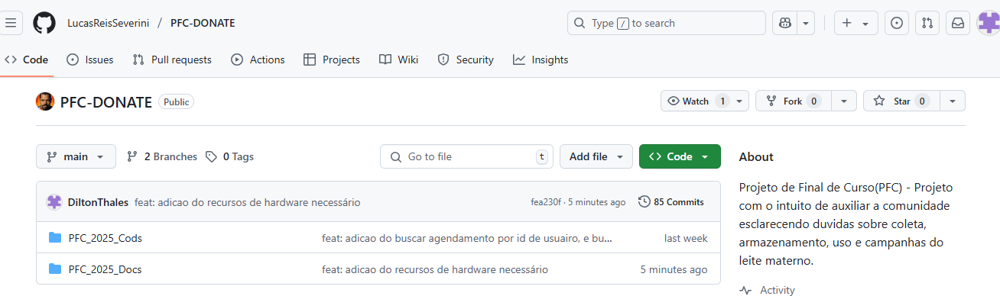 LucasReisSeverini / PFC-DONATE
Type / to search
Code
Issues
Pull requests
Actions
Projects
Wiki
Security
Insights
PFC-DONATE Public
Watch 1
Fork 0
Star 0
main
2 Branches
0 Tags
Go to file t
Add file
<> Code
About
Projeto de Final de Curso(PFC) - Projeto
com o intuito de auxiliar a comunidade
esclarecendo duvidas sobre coleta,
armazenamento, uso e campanhas do
leite materno.
Activity
DiltonThales feat: adicao do recursos de hardware necessário fea230f · 5 minutes ago 85 Commits
PFC_2025_Cods feat: adicao do buscar agendamento por id de usuairo, e bu... last week
PFC_2025_Docs feat: adicao do recursos de hardware necessário 5 minutes ago